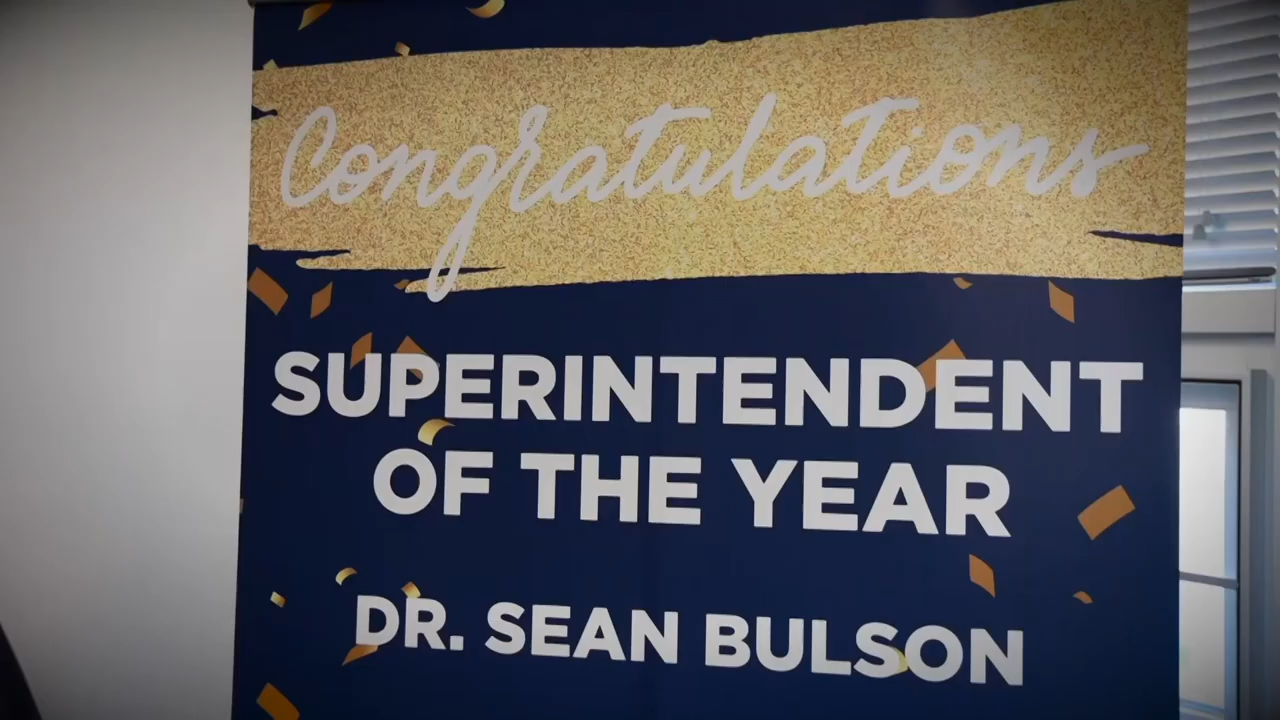 Congratulations
SUPERINTENDENT
OF THE YEAR
DR. SEAN BULSON